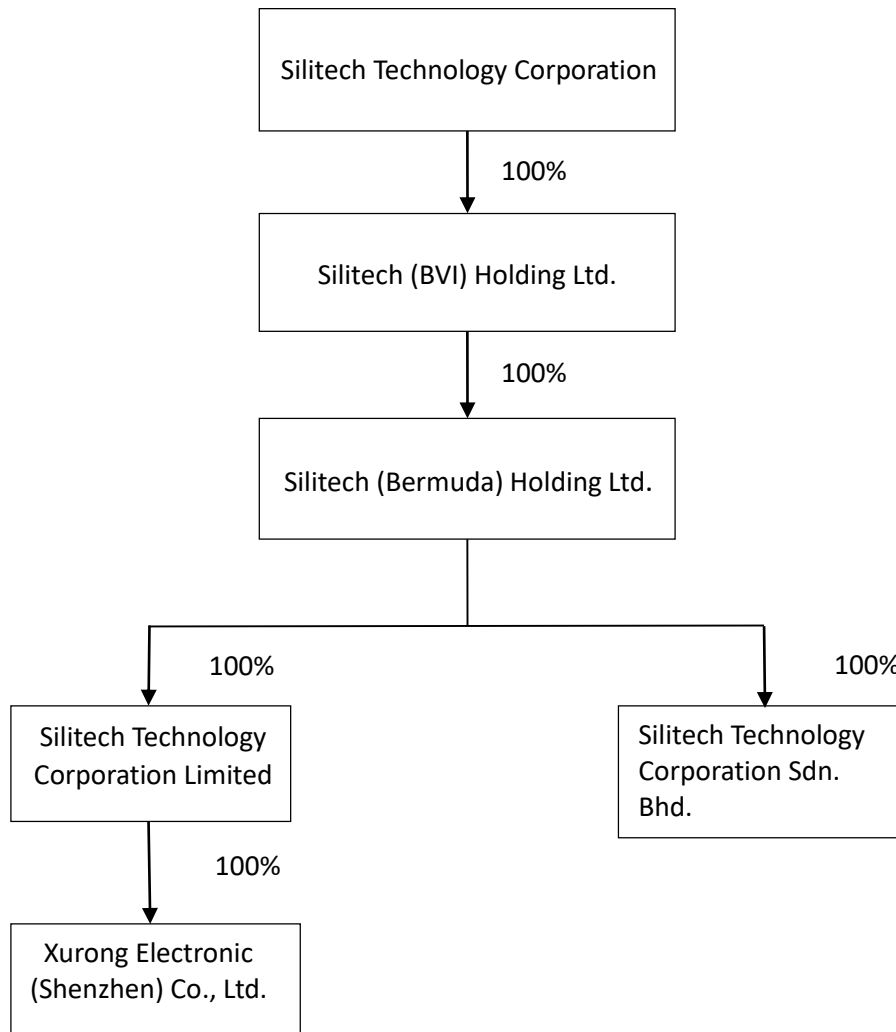 Silitech Technology Corporation
100%
Silitech (BVI) Holding Ltd.
100%
Silitech (Bermuda) Holding Ltd.
100%
100%
Silitech Technology
Corporation Limited
Silitech Technology
Corporation Sdn.
Bhd.
100%
Xurong Electronic
(Shenzhen) Co., Ltd.